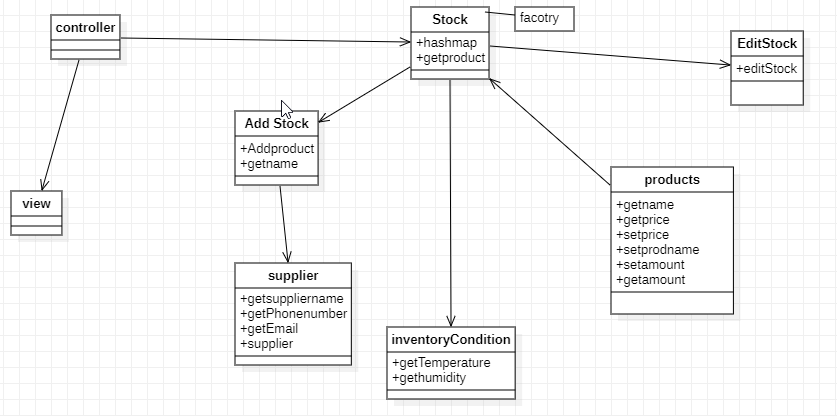 controller
Stock
+hashmap
+getproduct
facotry
EditStock
+editStock
Add Stock
+Addproduct
+getname
view
products
+getname
+getprice
+setprice
+setprodname
+setamount
+getamount
supplier
+getsuppliername
+getPhonenumber
+getEmail
+supplier
inventoryCondition
+getTemperature
+gethumidity